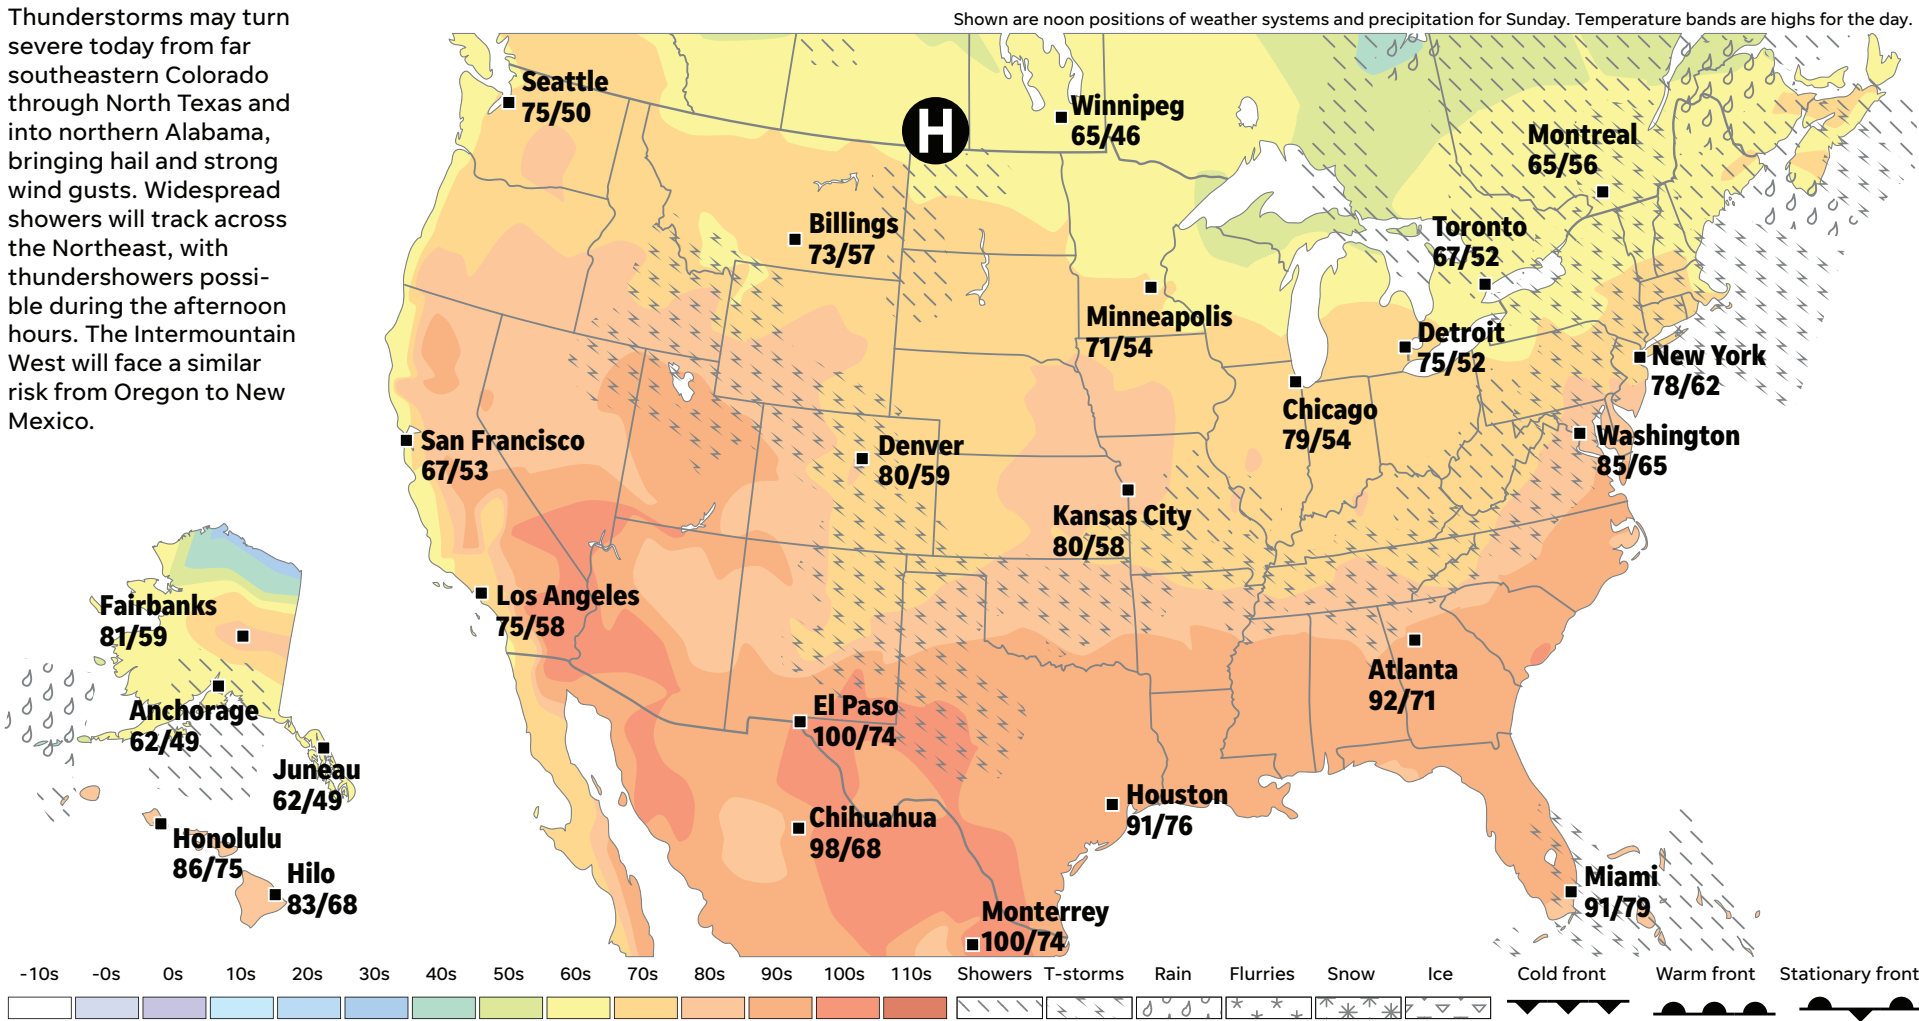 Thunderstorms may turn
severe today from far
southeastern Colorado
through North Texas and
into northern Alabama,
bringing hail and strong
wind gusts. Widespread
showers will track across
the Northeast, with
thundershowers possi-
ble during the afternoon
hours. The Intermountain
West will face a similar
risk from Oregon to New
Mexico.
Shown are noon positions of weather systems and precipitation for Sunday. Temperature bands are highs for the day.
Seattle
75/50
H
Winnipeg
65/46
Montreal
65/56
Billings
73/57
Toronto
67/52
Minneapolis
71/54
Detroit
75/52
New York
78/62
Chicago
79/54
San Francisco
67/53
Denver
80/59
Washington
85/65
Kansas City
80/58
Los Angeles
75/58
Fairbanks
81/59
Atlanta
92/71
Anchorage
62/49
El Paso
100/74
Juneau
62/49
Houston
91/76
Chihuahua
98/68
Honolulu
86/75
Hilo
83/68
Miami
91/79
Monterrey
100/74
-10s -0s 0s 10s 20s 30s 40s 50s 60s 70s 80s 90s 100s 110s Showers T-storms Rain Flurries Snow Ice Cold front Warm front Stationary front